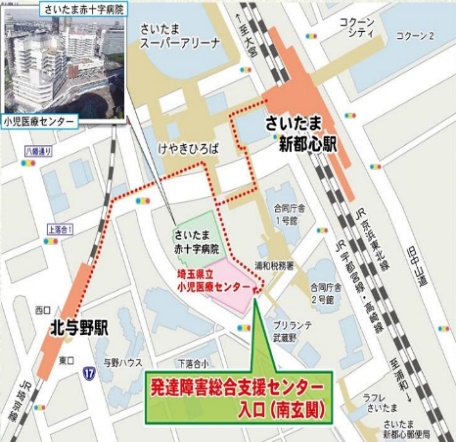 さいたま赤十字病院
小児医療センター
さいたま
スーパーアリーナ
至大宮
コクーン
シティ
コクーン2
さいたま
新都心駅
けやきひろば
八幡通り
上落合1
さいたま
赤十字病院
埼玉県立
小児医療センター
合同庁舎
1号館
浦和税務署
合同庁舎
2号館
JR京浜東北線
JR宇都宮線・高崎線
旧中山道
至浦和
北与野駅
西口
東口
JR埼京線
17
与野ハウス
下落合小
ブリランテ
武蔵野
発達障害総合支援センター
入口(南玄関)
ラフレ
さいたま
さいたま
新都心郵便局